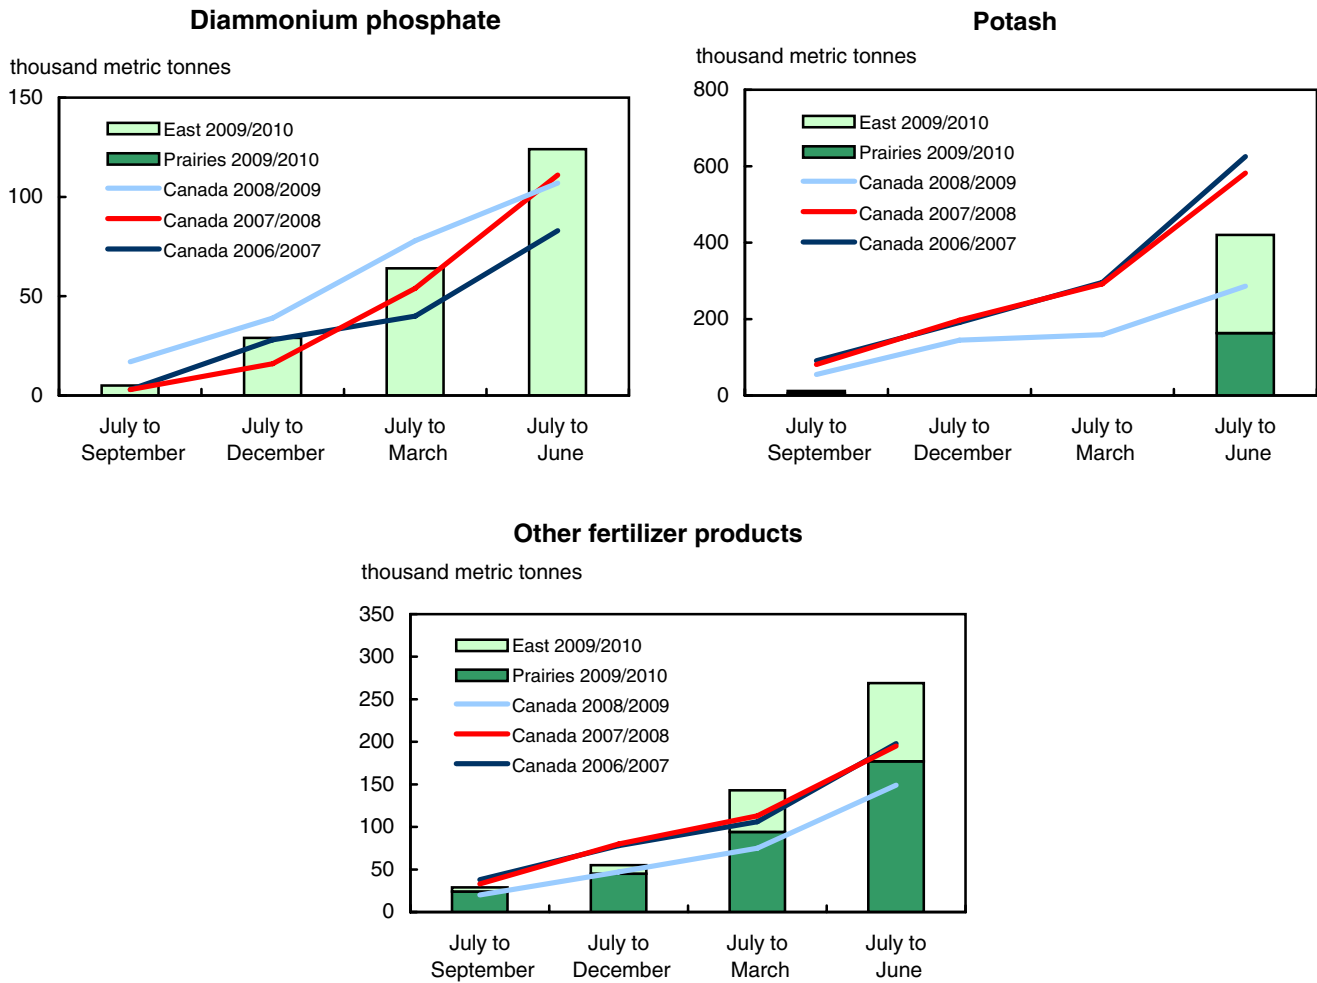 Diammonium phosphate
thousand metric tonnes
150
100
50
0
East 2009/2010
Prairies 2009/2010
Canada 2008/2009
Canada 2007/2008
Canada 2006/2007
July to July to July to July to
September December March June
Potash
thousand metric tonnes
800
600
400
200
0
East 2009/2010
Prairies 2009/2010
Canada 2008/2009
Canada 2007/2008
Canada 2006/2007
July to July to July to July to
September December March June
Other fertilizer products
thousand metric tonnes
350
300
250
200
150
100
50
0
East 2009/2010
Prairies 2009/2010
Canada 2008/2009
Canada 2007/2008
Canada 2006/2007
July to July to July to July to
September December March June